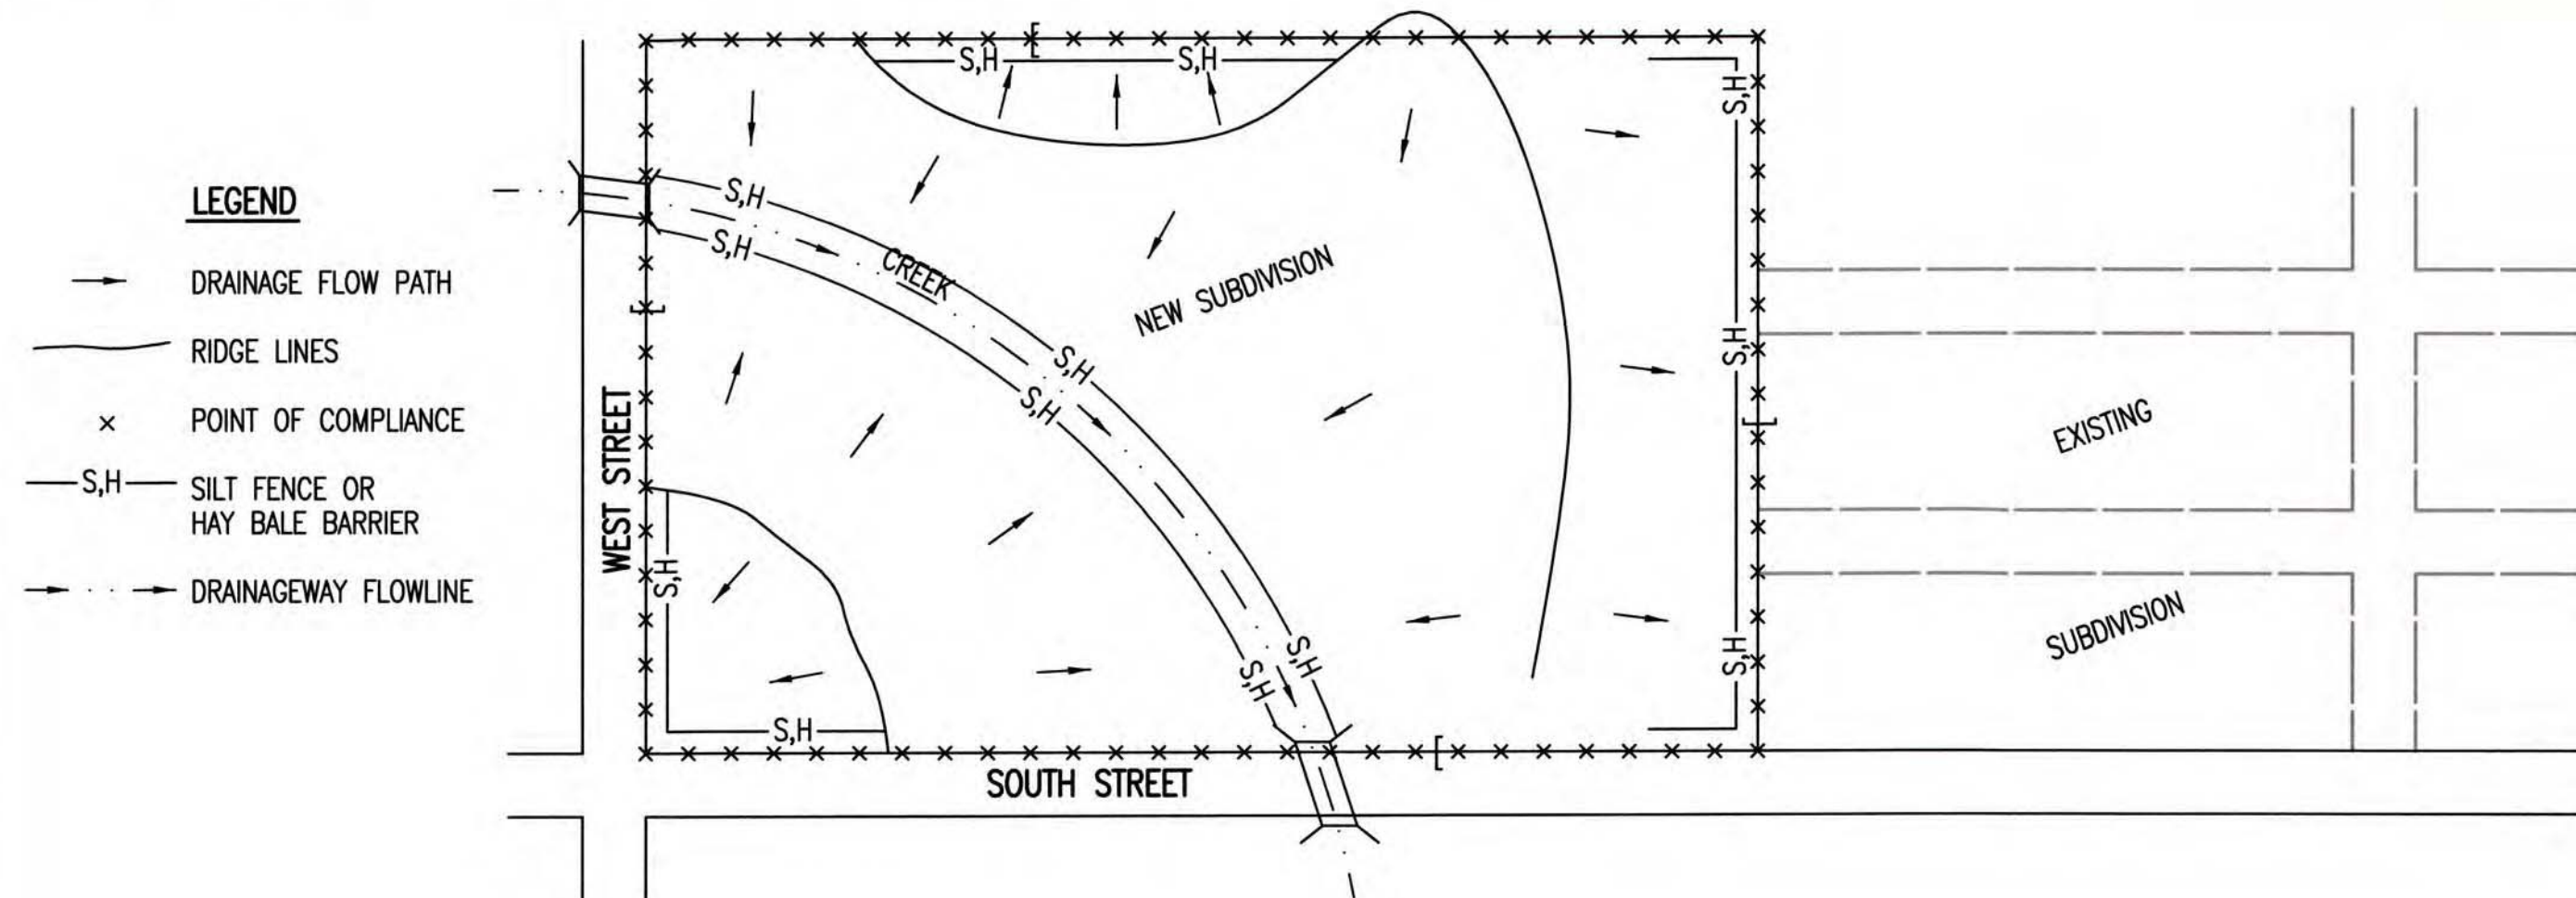 LEGEND
DRAINAGE FLOW PATH
RIDGE LINES
POINT OF COMPLIANCE
S,H
SILT FENCE OR
HAY BALE BARRIER
DRAINAGEWAY FLOWLINE
S,H
S,H
S,H
S,H
S,H
CREEK
NEW SUBDIVISION
S,H
S,H
S,H
WEST STREET
EXISTING
S,H
S,H
S,H
S,H
S,H
SUBDIVISION
S,H
SOUTH STREET